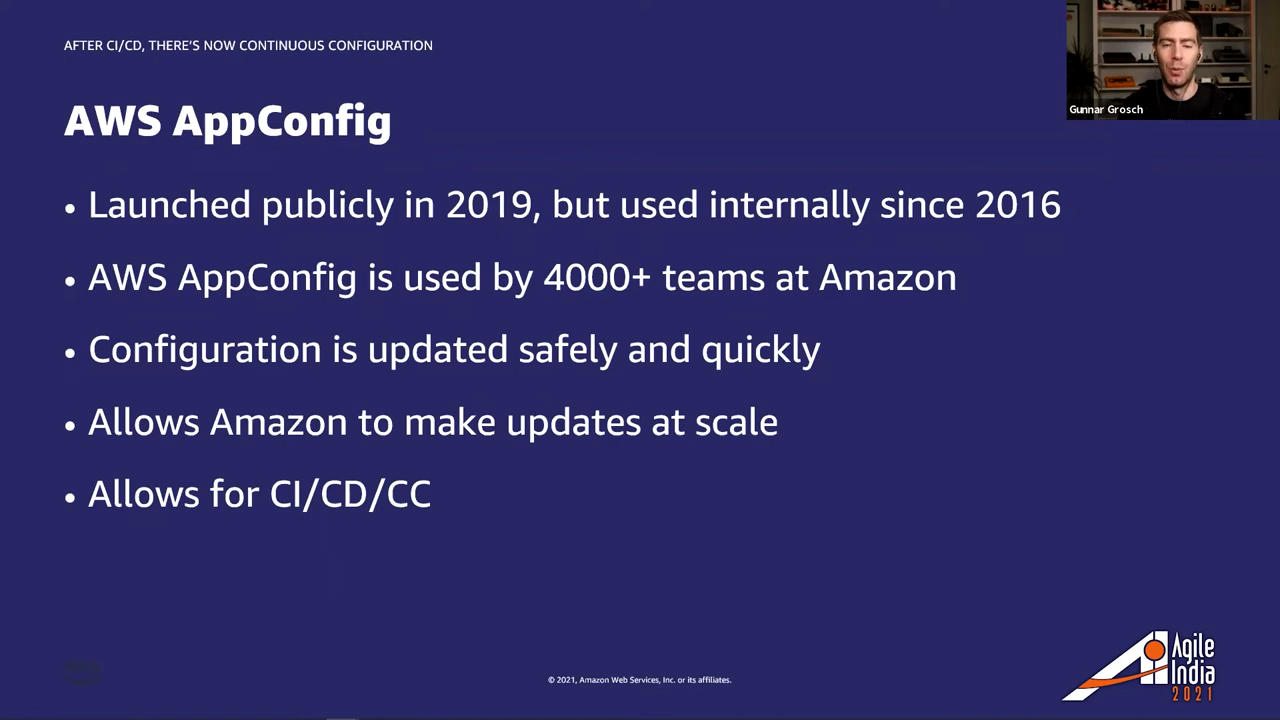 AFTER CI/CD, THERE'S NOW CONTINUOUS CONFIGURATION
Gunnar Grosch
AWS AppConfig
• Launched publicly in 2019, but used internally since 2016
• AWS AppConfig is used by 4000+ teams at Amazon
• Configuration is updated safely and quickly
• Allows Amazon to make updates at scale
• Allows for CI/CD/CC
© 2021, Amazon Web Services, Inc. or its affiliates.
Agile
India
2021